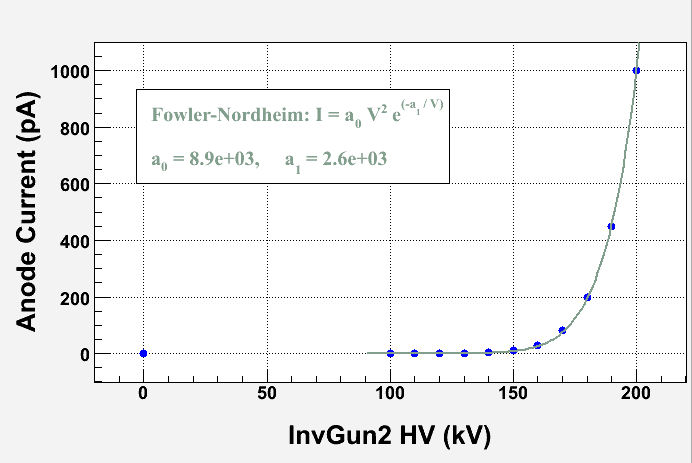 Anode Current (pA)
1000
800
600
400
200
0
Fowler-Nordheim: I = a₀ V² e^(-a₁ / V)
a₀ = 8.9e+03, a₁ = 2.6e+03
0 50 100 150 200
InvGun2 HV (kV)